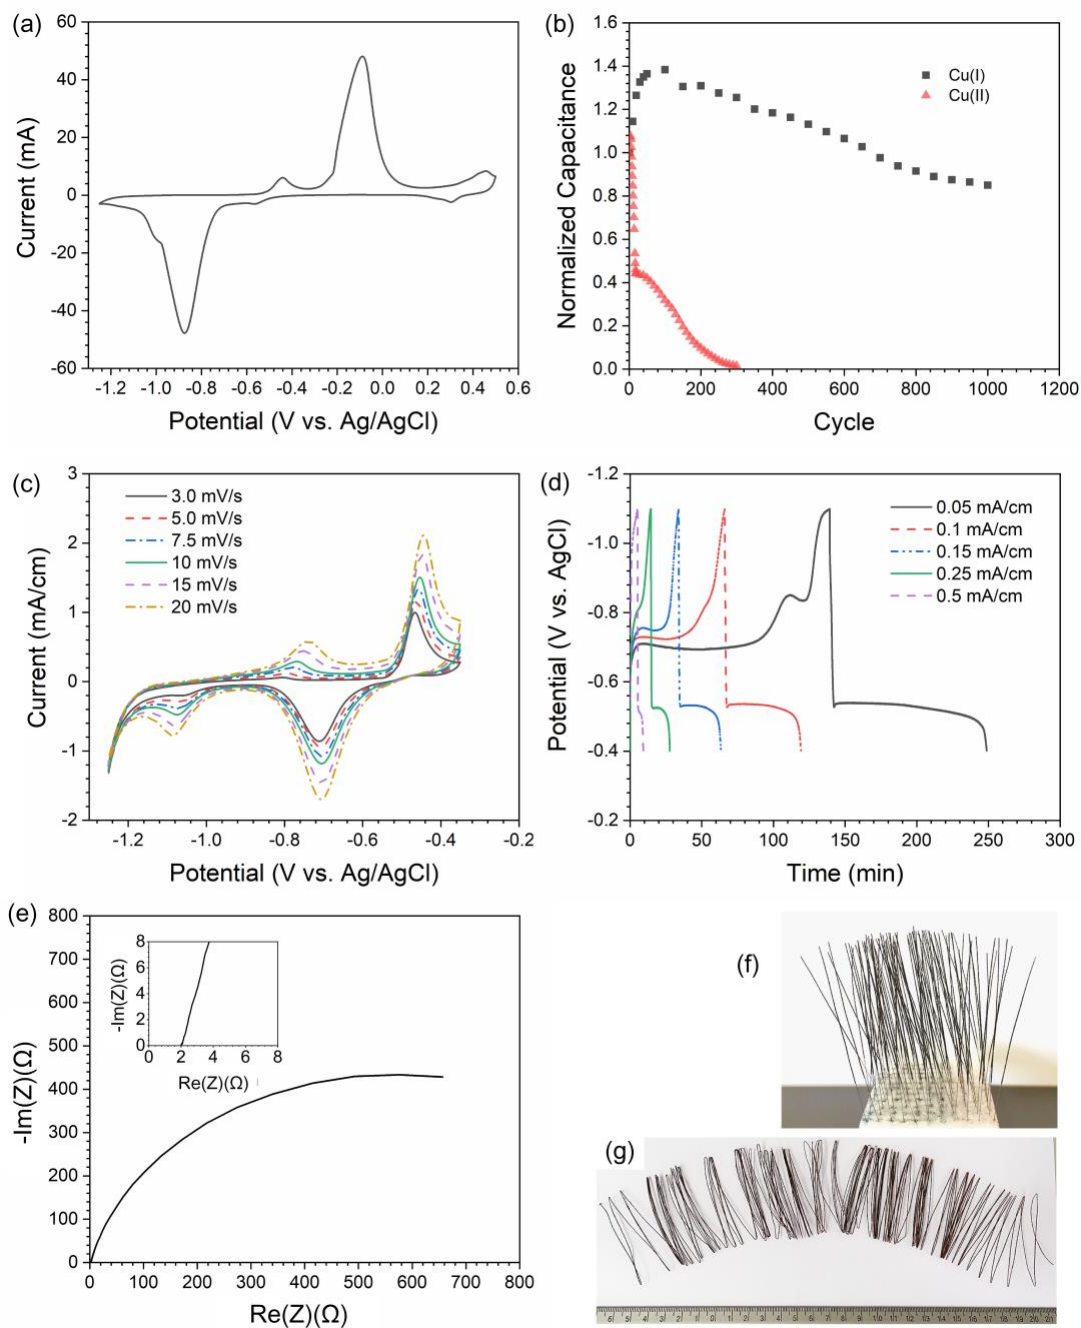 (a)
60
40
20
0
-20
-40
-60
Current (mA)
-1.2 -1.0 -0.8 -0.6 -0.4 -0.2 0.0 0.2 0.4 0.6
Potential (V vs. Ag/AgCl)
(b)
1.6
1.4
1.2
1.0
0.8
0.6
0.4
0.2
0.0
Normalized Capacitance
Cu(I)
Cu(II)
0 200 400 600 800 1000 1200
Cycle
(c)
3
2
1
0
-1
-2
Current (mA/cm)
3.0 mV/s
5.0 mV/s
7.5 mV/s
10 mV/s
15 mV/s
20 mV/s
-1.2 -1.0 -0.8 -0.6 -0.4 -0.2
Potential (V vs. Ag/AgCl)
(d)
-1.2
-1.0
-0.8
-0.6
-0.4
-0.2
Potential (V vs. AgCl)
0.05 mA/cm
0.1 mA/cm
0.15 mA/cm
0.25 mA/cm
0.5 mA/cm
0 50 100 150 200 250 300
Time (min)
(e)
800
700
600
500
400
300
200
100
0
-Im(Z)(Ω)
8
6
4
2
0
-Im(Z)(Ω)
0 2 4 6 8
Re(Z)(Ω)
0 100 200 300 400 500 600 700 800
Re(Z)(Ω)
(f)
(g)